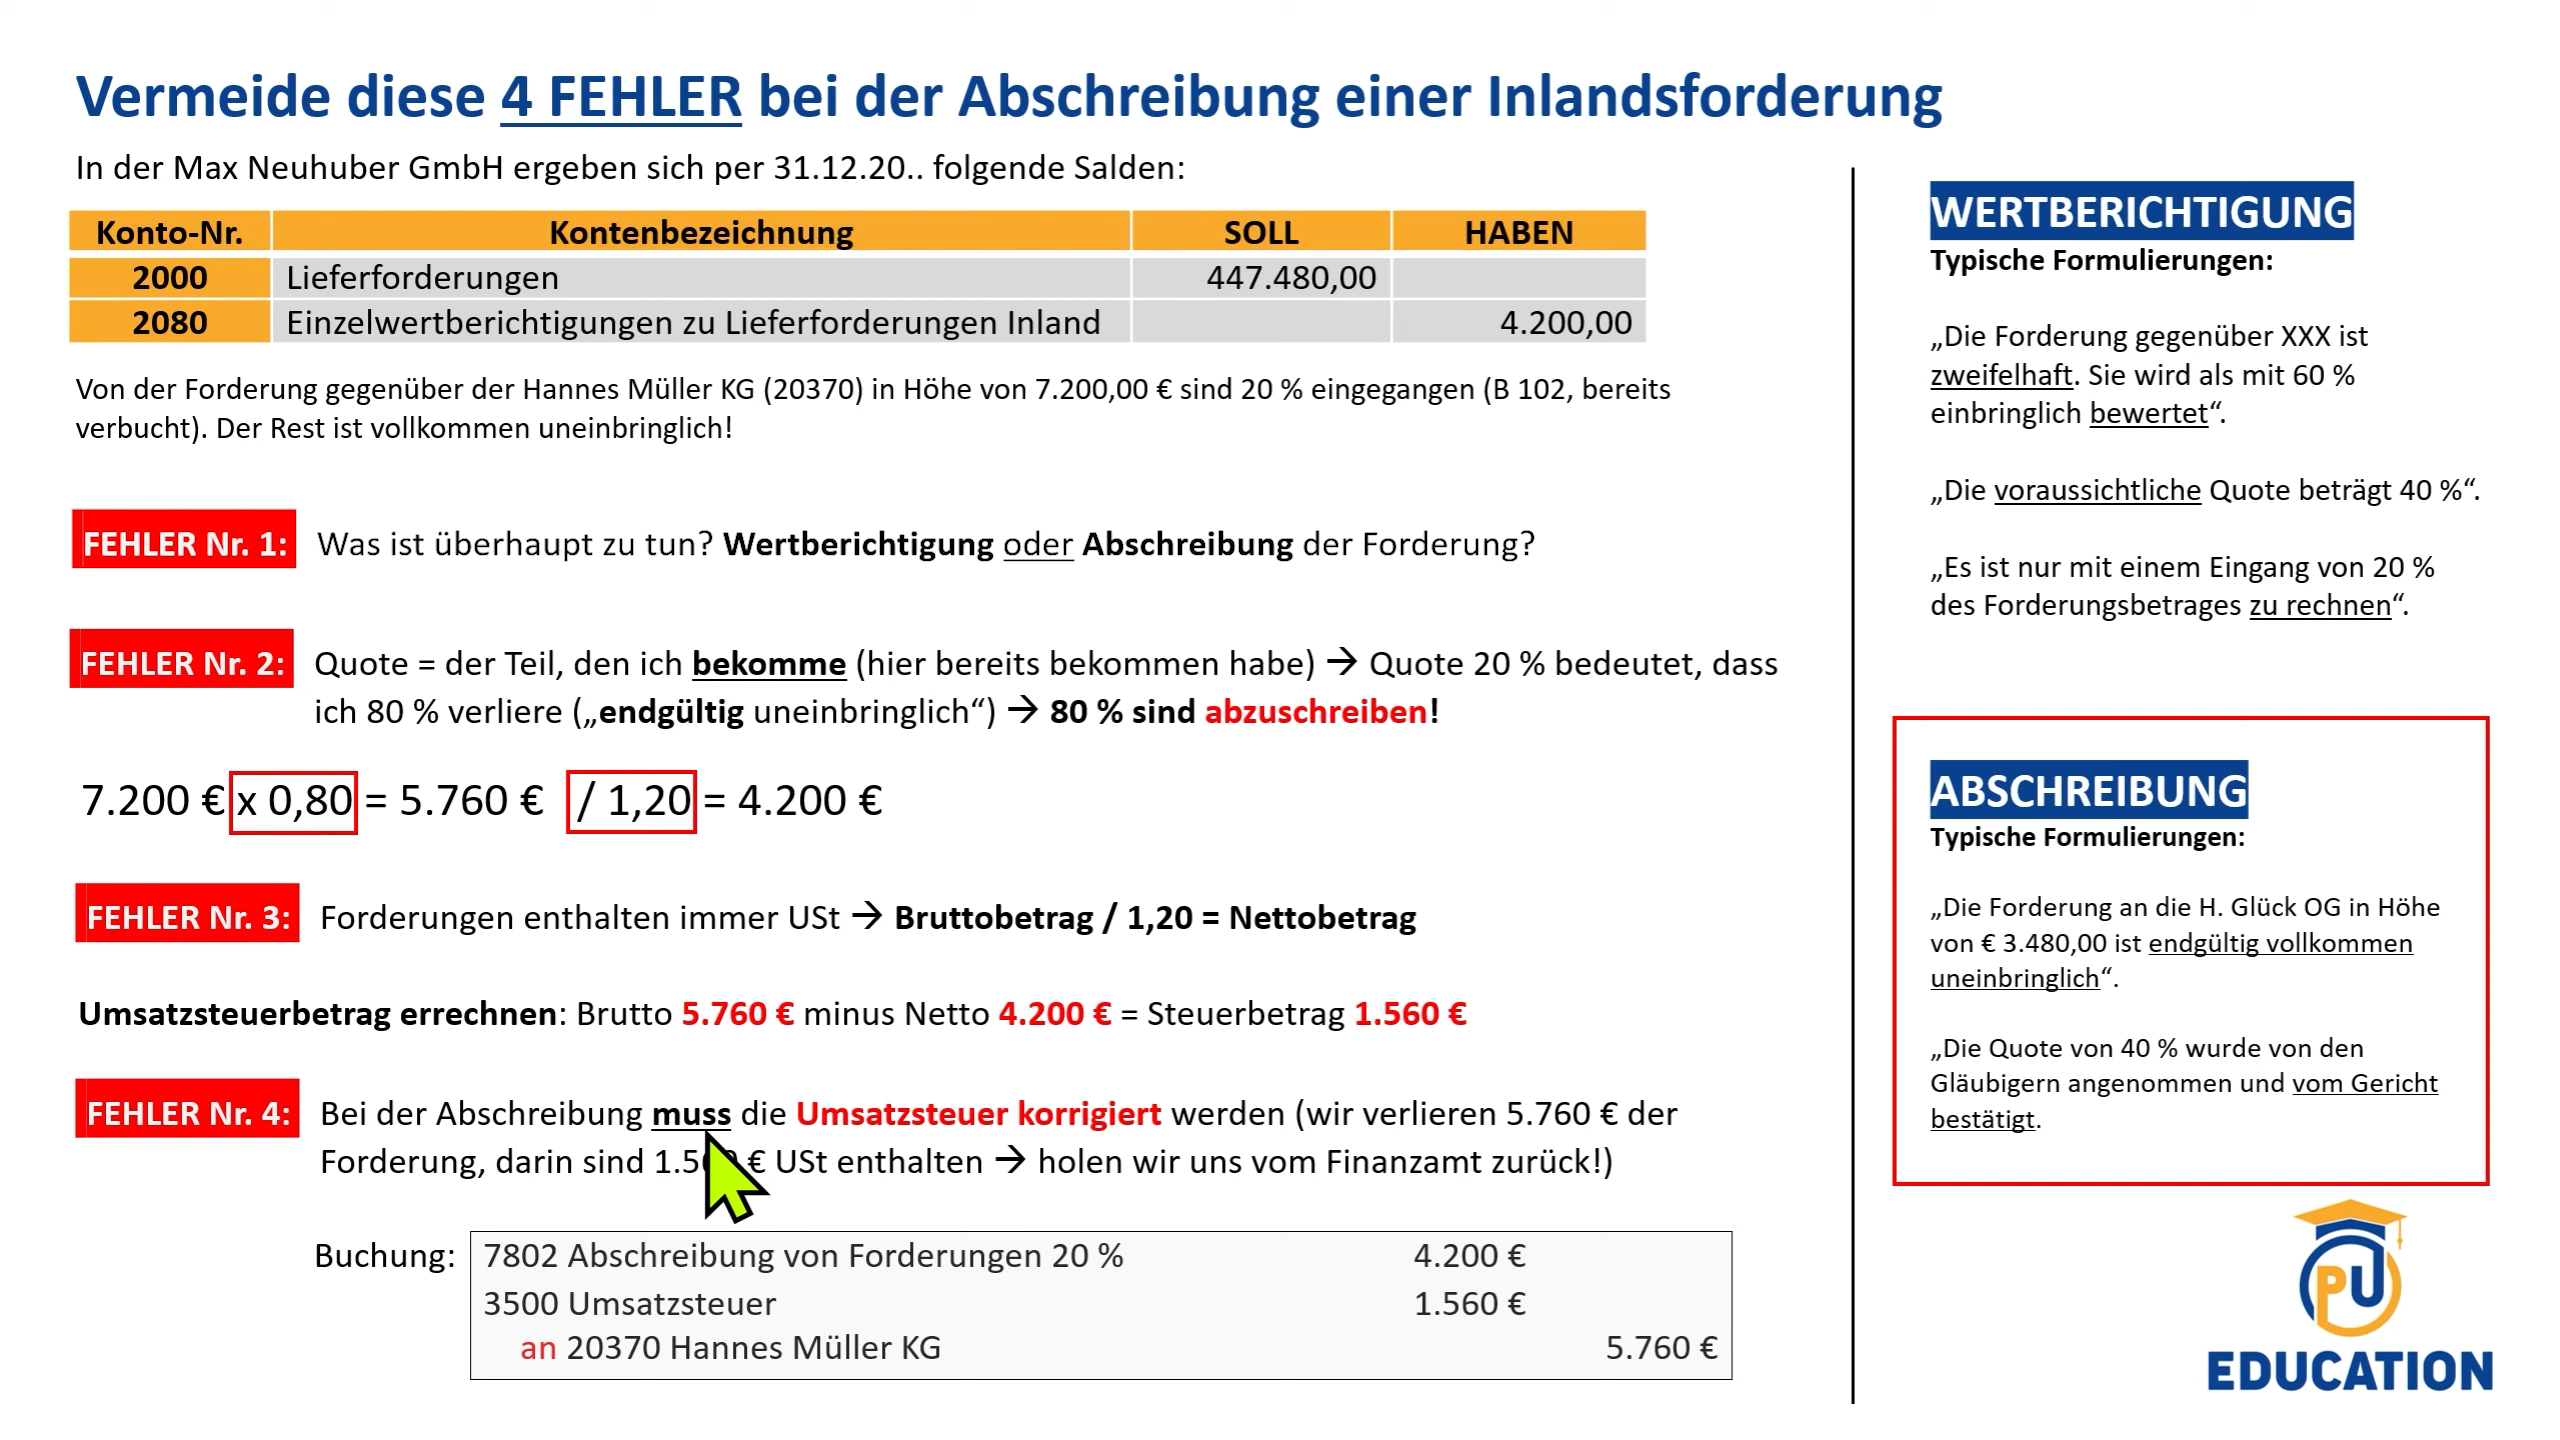 Vermeide diese 4 FEHLER bei der Abschreibung einer Inlandsforderung
In der Max Neuhuber GmbH ergeben sich per 31.12.20.. folgende Salden:
Konto-Nr. Kontenbezeichnung SOLL HABEN
2000 Lieferforderungen 447.480,00
2080 Einzelwertberichtigungen zu Lieferforderungen Inland 4.200,00
Von der Forderung gegenüber der Hannes Müller KG (20370) in Höhe von 7.200,00 € sind 20 % eingegangen (B 102, bereits
verbucht). Der Rest ist vollkommen uneinbringlich!
FEHLER Nr. 1: Was ist überhaupt zu tun? Wertberichtigung oder Abschreibung der Forderung?
FEHLER Nr. 2: Quote = der Teil, den ich bekomme (hier bereits bekommen habe) → Quote 20 % bedeutet, dass
ich 80 % verliere („endgültig uneinbringlich“) → 80 % sind abzuschreiben!
7.200 € x 0,80 = 5.760 € / 1,20 = 4.200 €
FEHLER Nr. 3: Forderungen enthalten immer USt → Bruttobetrag / 1,20 = Nettobetrag
Umsatzsteuerbetrag errechnen: Brutto 5.760 € minus Netto 4.200 € = Steuerbetrag 1.560 €
FEHLER Nr. 4: Bei der Abschreibung muss die Umsatzsteuer korrigiert werden (wir verlieren 5.760 € der
Forderung, darin sind € USt enthalten → holen wir uns vom Finanzamt zurück!)
Buchung: 7802 Abschreibung von Forderungen 20 % 4.200 €
3500 Umsatzsteuer 1.560 €
an 20370 Hannes Müller KG 5.760 €
WERTBERICHTIGUNG
Typische Formulierungen:
„Die Forderung gegenüber XXX ist
zweifelhaft. Sie wird als mit 60 %
einbringlich bewertet“.
„Die voraussichtliche Quote beträgt 40 %“.
„Es ist nur mit einem Eingang von 20 %
des Forderungsbetrages zu rechnen“.
ABSCHREIBUNG
Typische Formulierungen:
„Die Forderung an die H. Glück OG in Höhe
von € 3.480,00 ist endgültig vollkommen
uneinbringlich“.
„Die Quote von 40 % wurde von den
Gläubigern angenommen und vom Gericht
bestätigt.
PU
EDUCATION